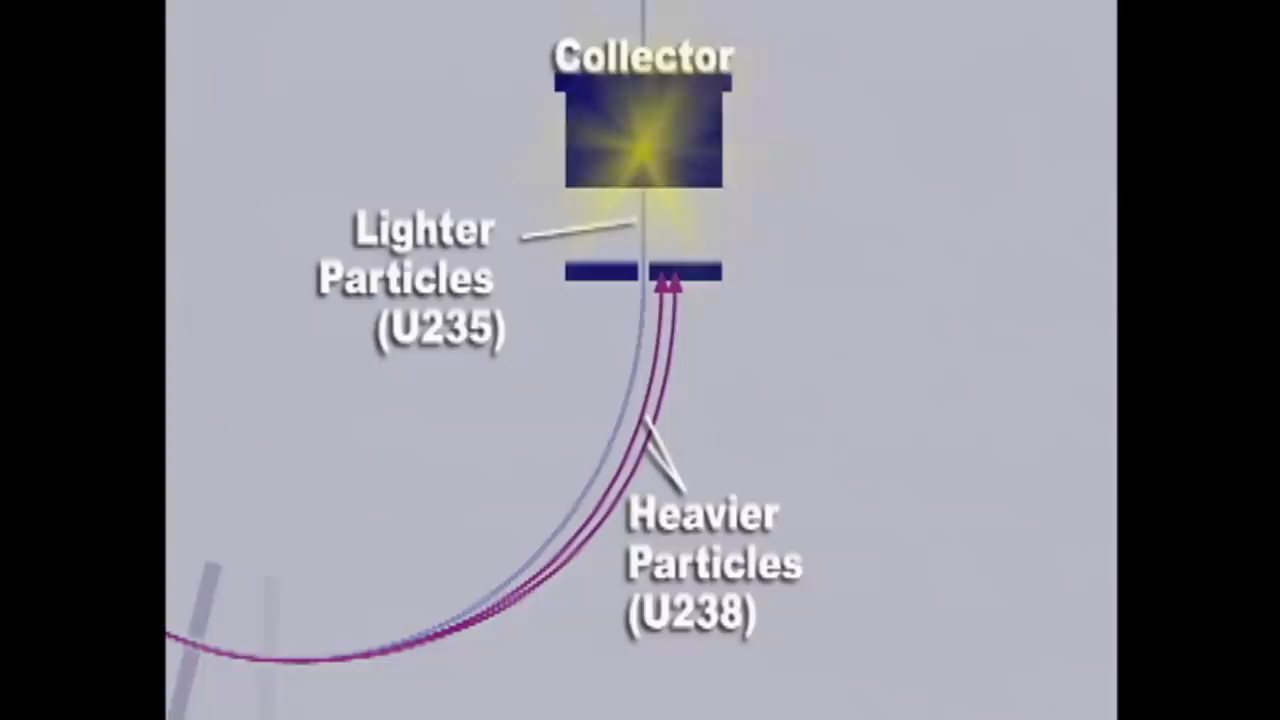 Collector
Lighter
Particles
(U235)
Heavier
Particles
(U238)